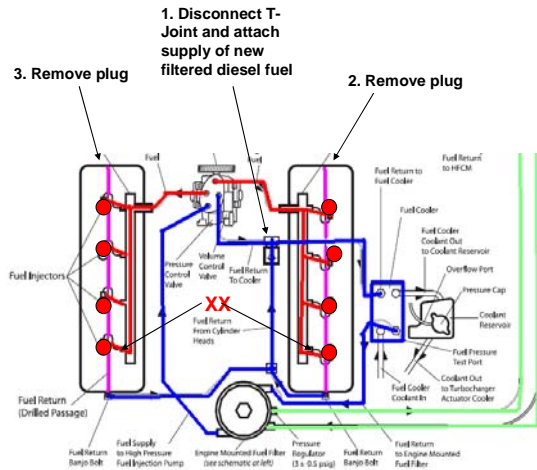 1. Disconnect T-
Joint and attach
supply of new
filtered diesel fuel
3. Remove plug
2. Remove plug
Fuel
Fuel
Fuel Return
to HFCM
Fuel Return to
Fuel Cooler
Fuel Cooler
Fuel Cooler
Coolant Out
to Coolant Reservoir
Overflow Port
Pressure Cap
Coolant
Reservoir
Fuel Pressure
Test Port
Coolant Out
to Turbocharger
Actuator Cooler
Fuel Cooler
Coolant In
Pressure
Control
Valve
Volume
Control
Valve
Fuel Return
To Cooler
Fuel Injectors
XX
Fuel Return
From Cylinder
Heads
Fuel Return
(Drilled Passage)
Fuel Return
Banjo Bolt
Fuel Supply
to High Pressure
Fuel Injection Pump
Engine Mounted Fuel Filter
(see schematic at left)
Pressure
Regulator
(3 ± 0.5 psig)
Fuel Return
Banjo Bolt
Fuel Return
to Engine Mounted
Fuel Filter